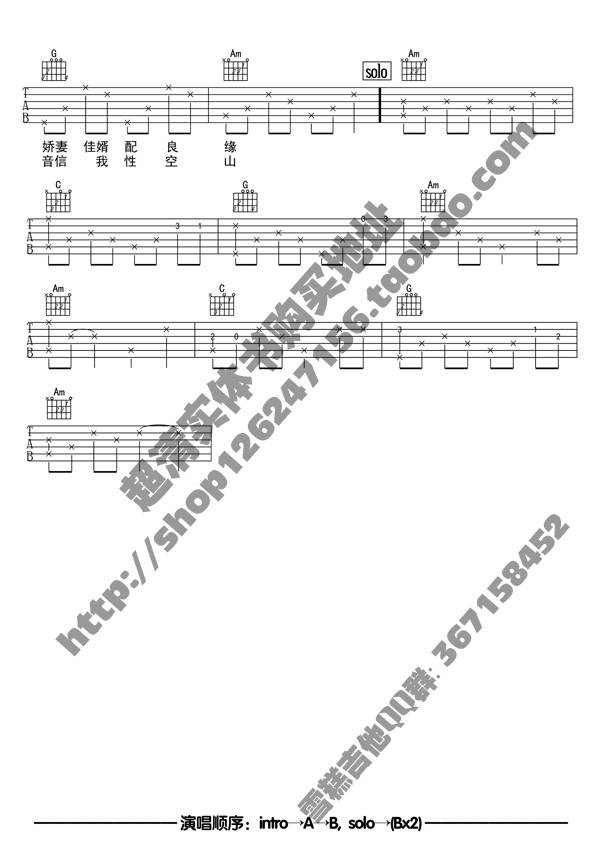 G Am solo Am
T
A
B
娇妻 佳婿 配 良 缘
音信 我 性 空 山
C G Am
T
A
B
3 1 0 3
Am C G
T
A
B
2 0 3 1 2
Am
T
A
B
超清实体书购买地址
http://shop126247156.taobao.com
雪糕吉他QQ群: 367158452
演唱顺序: intro→A→B, solo→(Bx2)